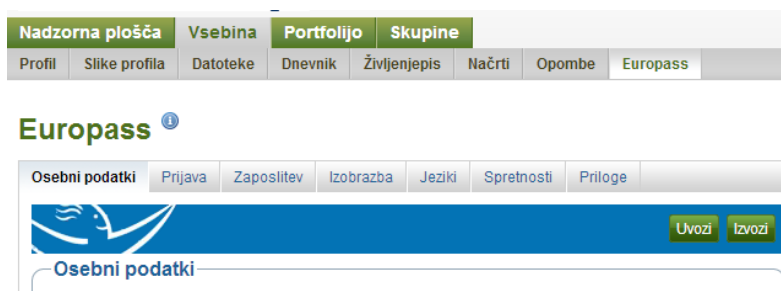 Nadzorna plošča Vsebina Portfolijo Skupine
Profil Slike profila Datoteke Dnevnik Življenjepis Načrti Opombe Europass
Europass
Osebni podatki Prijava Zaposlitev Izobrazba Jeziki Spretnosti Priloge
Uvozi Izvozi
Osebni podatki